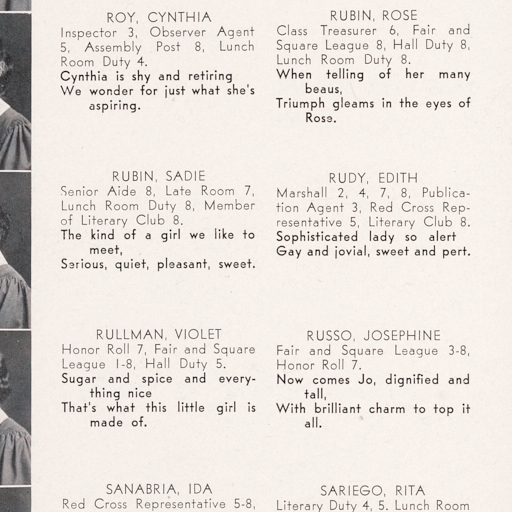 ROY, CYNTHIA
Inspector 3, Observer Agent
5, Assembly Post 8, Lunch
Room Duty 4.
Cynthia is shy and retiring
We wonder for just what she's
aspiring.
RUBIN, ROSE
Class Treasurer 6, Fair and
Square League 8, Hall Duty 8,
Lunch Room Duty 8.
When telling of her many
beaus,
Triumph gleams in the eyes of
Rose.
RUBIN, SADIE
Senior Aide 8, Late Room 7,
Lunch Room Duty 8, Member
of Literary Club 8.
The kind of a girl we like to
meet,
Serious, quiet, pleasant, sweet.
RUDY, EDITH
Marshall 2, 4, 7, 8, Publica-
tion Agent 3, Red Cross Rep-
resentative 5, Literary Club 8.
Sophisticated lady so alert
Gay and jovial, sweet and pert.
RULLMAN, VIOLET
Honor Roll 7, Fair and Square
League 1-8, Hall Duty 5.
Sugar and spice and every-
thing nice
That's what this little girl is
made of.
RUSSO, JOSEPHINE
Fair and Square League 3-8,
Honor Roll 7.
Now comes Jo, dignified and
tall,
With brilliant charm to top it
all.
SANABRIA, IDA
Red Cross Representative 5-8,
SARIEGO, RITA
Literary Duty 4, 5. Lunch Room